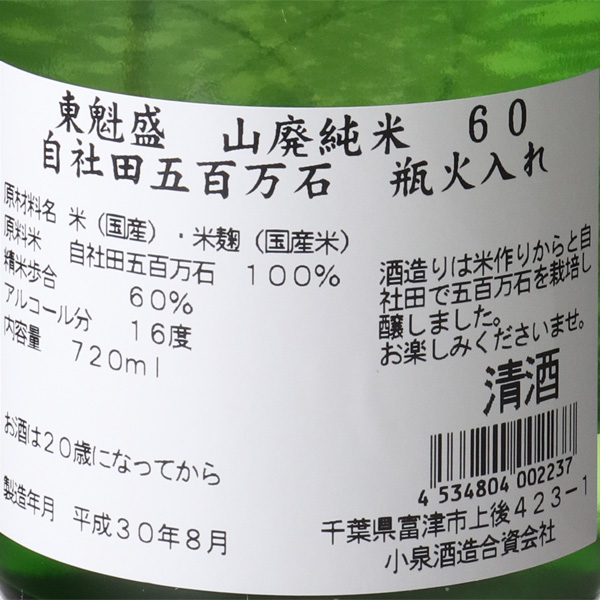 東魁盛　山廃純米　６０
自社田五百万石　瓶火入れ
原材料名　米（国産）・米麹（国産米）
原料米　自社田五百万石　１００％
精米歩合　６０％
アルコール分　１６度
内容量　７２０ｍｌ
お酒は２０歳になってから
製造年月　平成３０年８月
酒造りは米作りからと自
社田で五百万石を栽培し
醸しました。
お楽しみくださいませ。
清酒
4 534804 002237
千葉県富津市上後４２３－１
小泉酒造合資会社